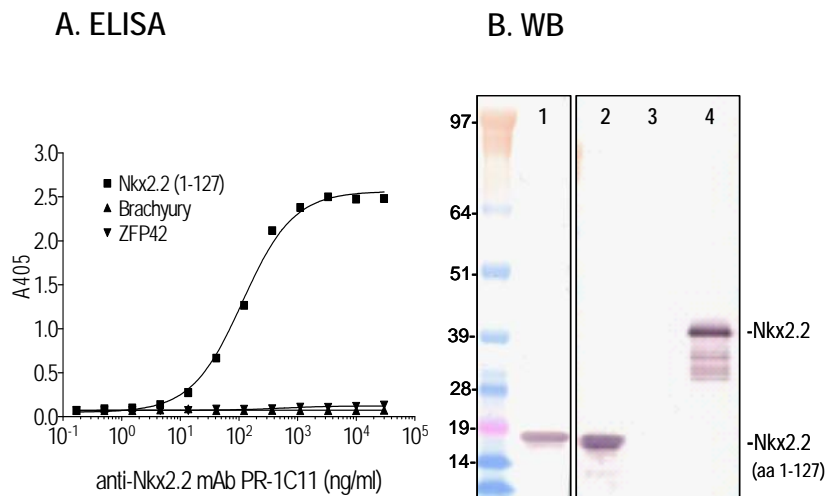 A. ELISA
3.0
2.5
2.0
1.5
1.0
0.5
0.0
A405
Nkx2.2 (1-127)
Brachyury
ZFP42
10-1
100
101
102
103
104
105
anti-Nkx2.2 mAb PR-1C11 (ng/ml)
B. WB
1
2
3
4
97-
64-
51-
39-
28-
19-
14-
-Nkx2.2
-Nkx2.2
(aa 1-127)